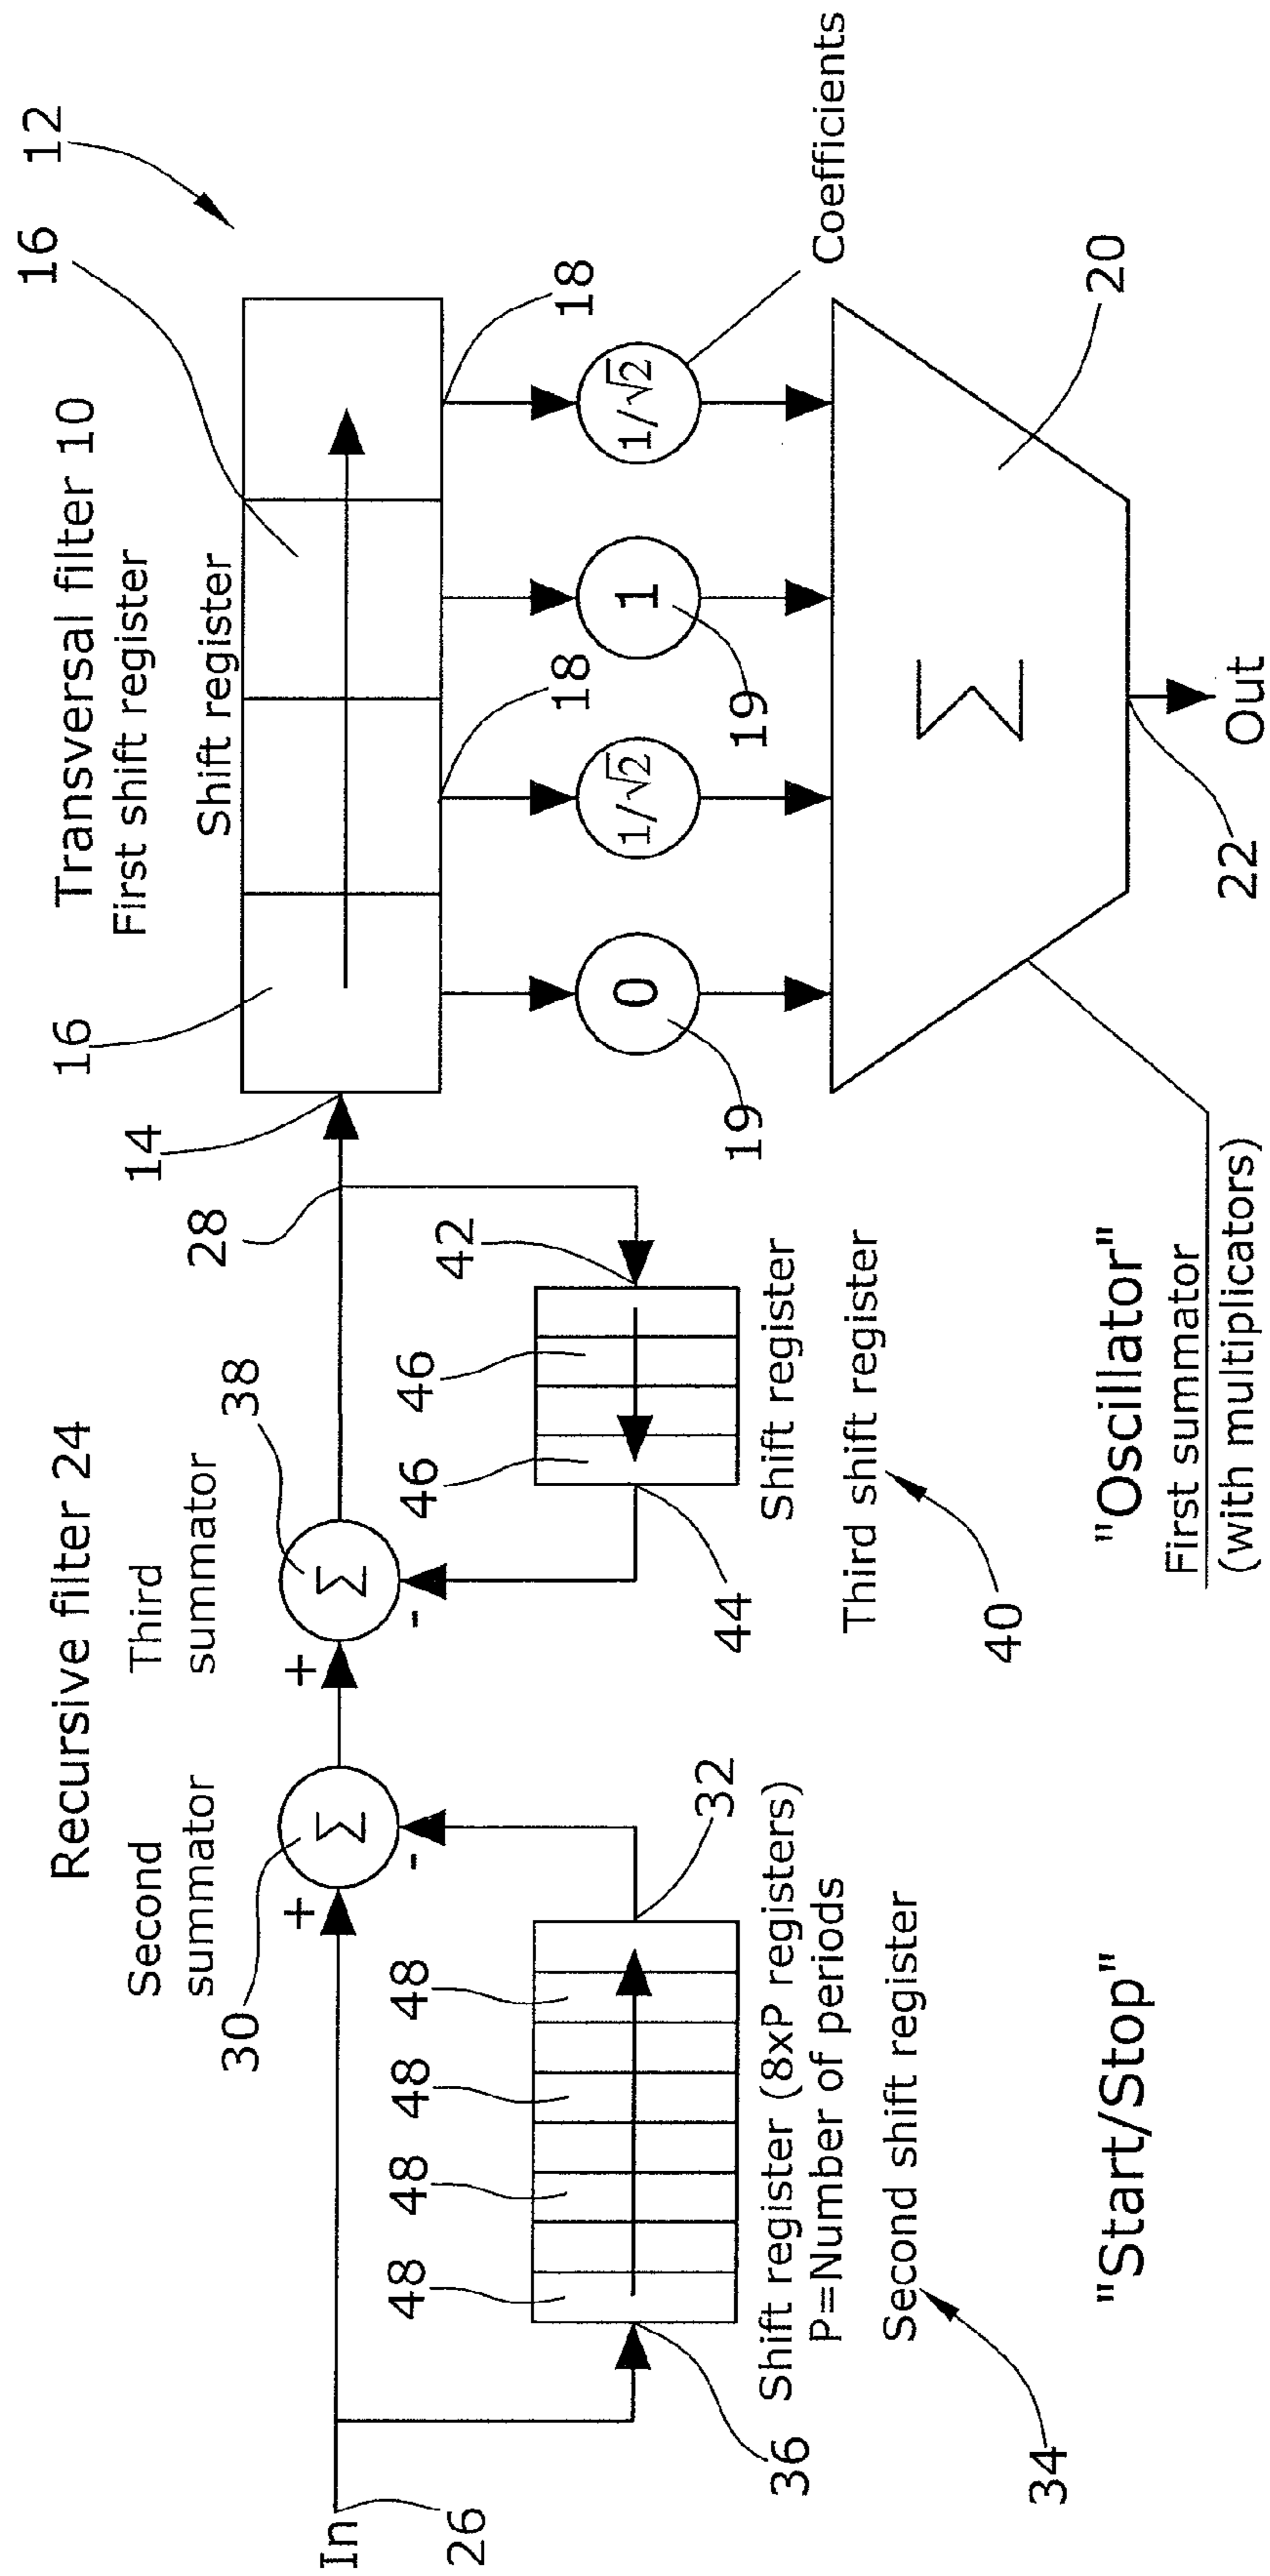 Recursive filter 24
Transversal filter 10
First shift register
Shift register
12
16
16
Second
summator
Third
summator
30
38
28
14
In
26
+
Σ
-
+
Σ
-
18
18
0
1/√2
1
1/√2
19
19
Coefficients
48
48
48
48
32
36
46
46
42
44
Shift register (8xP registers)
P=Number of periods
Second shift register
34
Shift register
Third shift register
40
Σ
20
22
Out
"Start/Stop"
"Oscillator"
First summator
(with multiplicators)